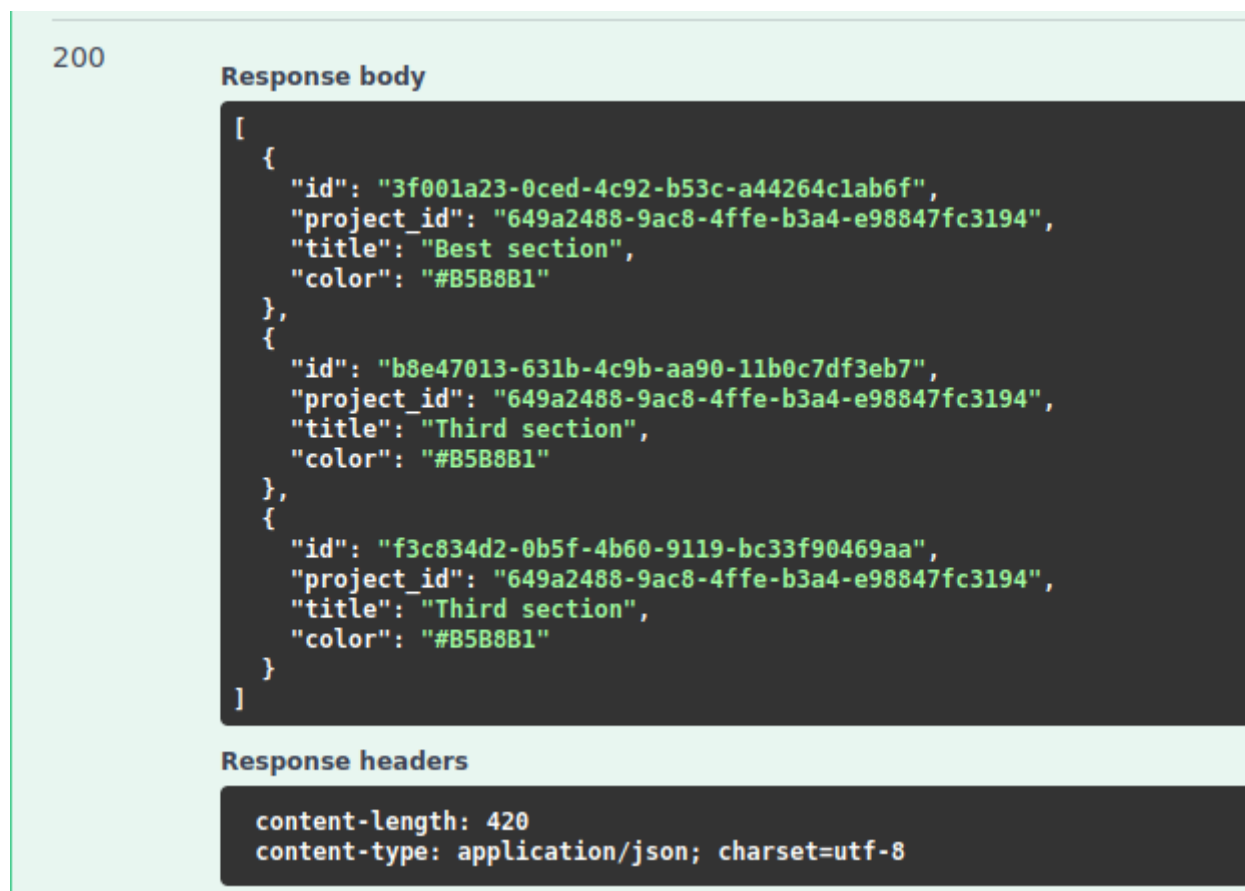 200
Response body
[
  {
    "id": "3f001a23-0ced-4c92-b53c-a44264c1ab6f",
    "project_id": "649a2488-9ac8-4ffe-b3a4-e98847fc3194",
    "title": "Best section",
    "color": "#B5B8B1"
  },
  {
    "id": "b8e47013-631b-4c9b-aa90-11b0c7df3eb7",
    "project_id": "649a2488-9ac8-4ffe-b3a4-e98847fc3194",
    "title": "Third section",
    "color": "#B5B8B1"
  },
  {
    "id": "f3c834d2-0b5f-4b60-9119-bc33f90469aa",
    "project_id": "649a2488-9ac8-4ffe-b3a4-e98847fc3194",
    "title": "Third section",
    "color": "#B5B8B1"
  }
]
Response headers
content-length: 420
content-type: application/json; charset=utf-8